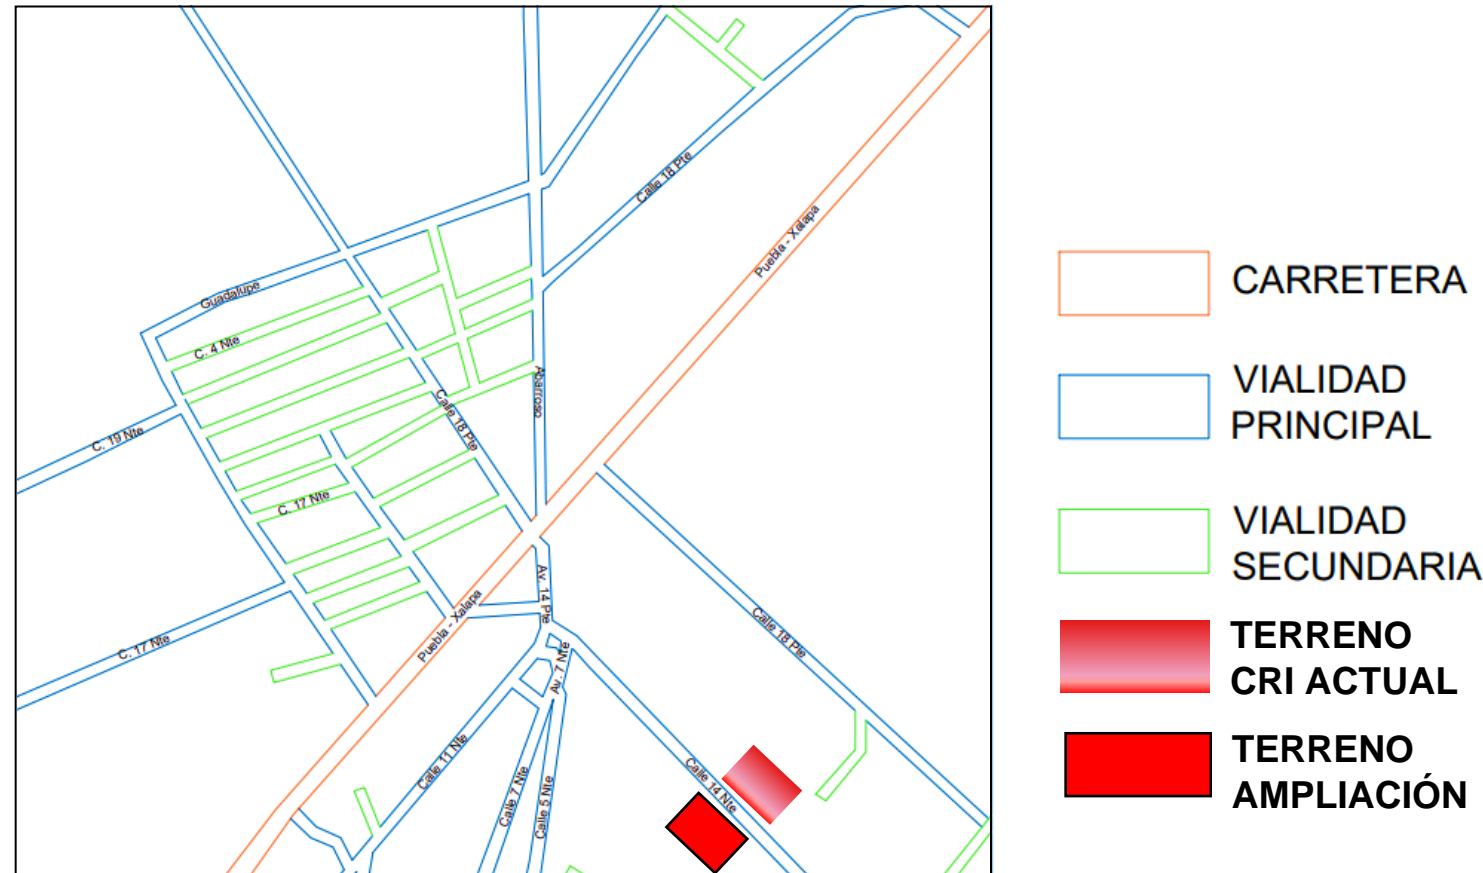 Calle 18 Pte
Puebla - Xalapa
Guadalupe
C. 4 Nte
Abarroso
Calle 18 Pte
C. 19 Nte
C. 17 Nte
Av. 14 Pte
Puebla - Xalapa
Calle 18 Pte
C. 17 Nte
Av. 7 Nte
Calle 11 Nte
Calle 14 Nte
Calle 7 Nte
Calle 5 Nte
CARRETERA
VIALIDAD
PRINCIPAL
VIALIDAD
SECUNDARIA
TERRENO
CRI ACTUAL
TERRENO
AMPLIACIÓN